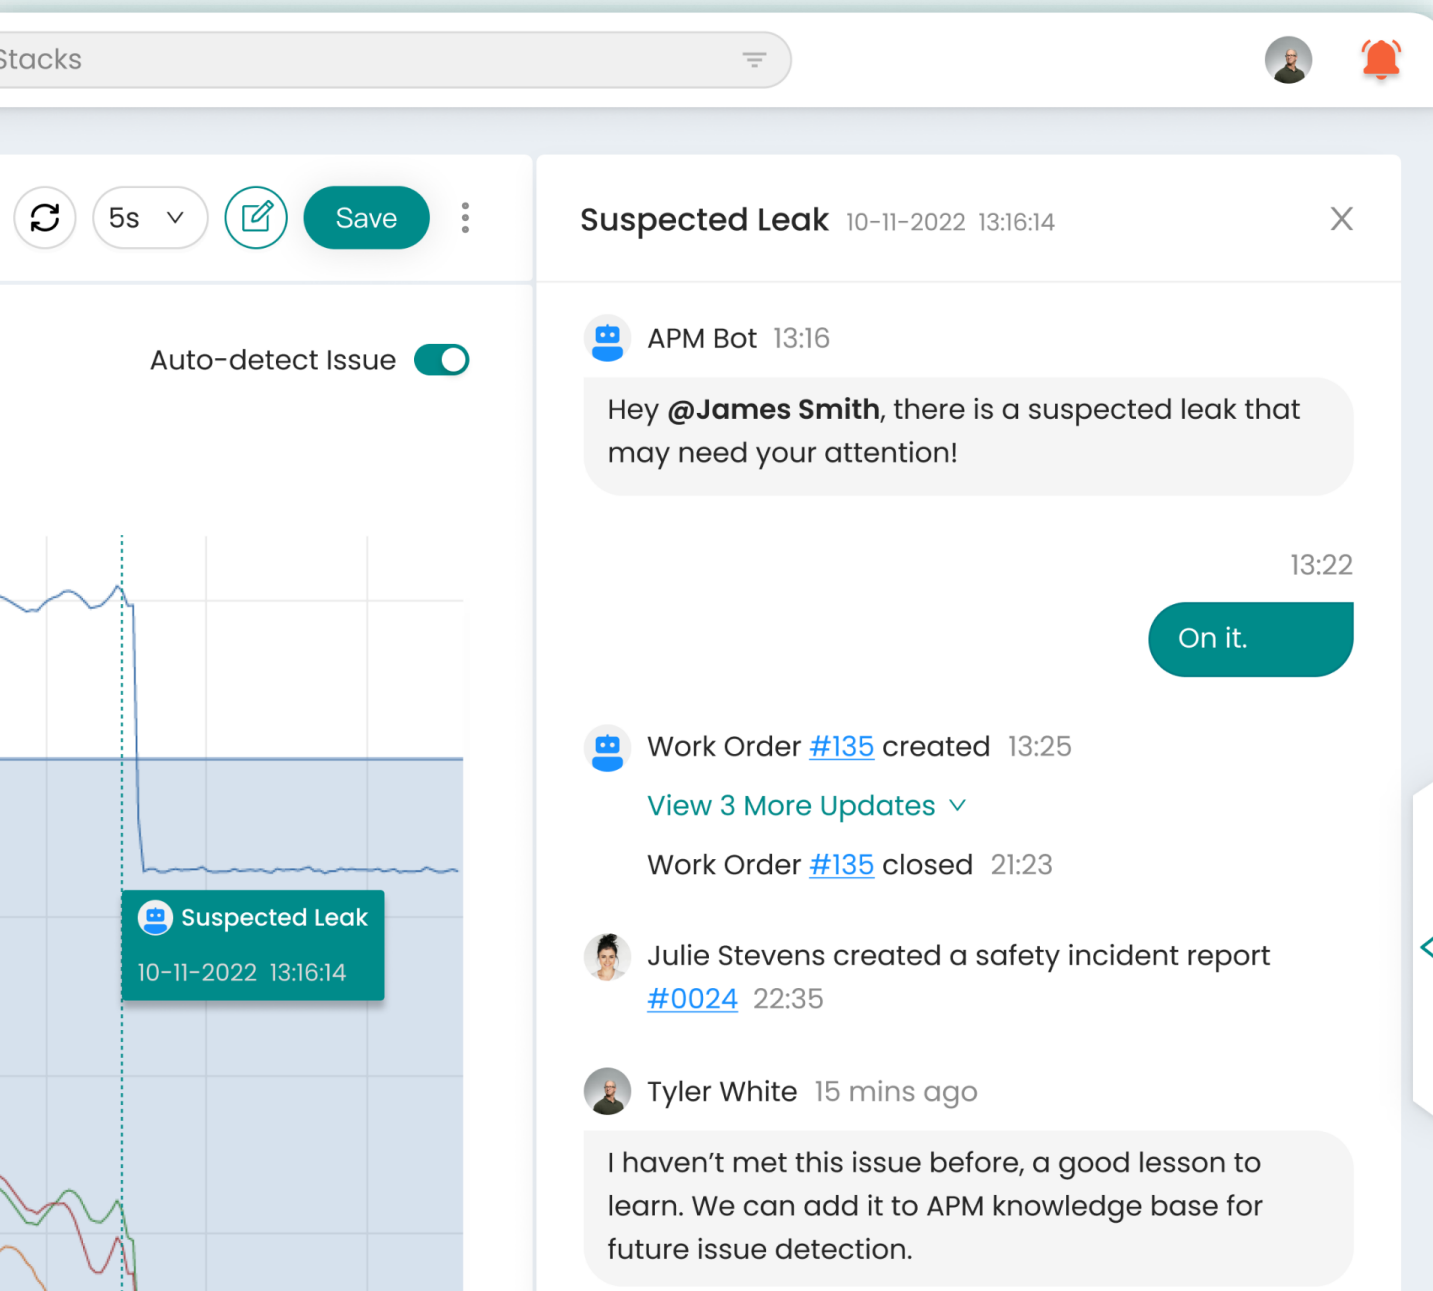 Stacks
5s
Save
Auto-detect Issue
Suspected Leak
10-11-2022 13:16:14
Suspected Leak 10-11-2022 13:16:14
APM Bot 13:16
Hey @James Smith, there is a suspected leak that
may need your attention!
13:22
On it.
Work Order #135 created 13:25
View 3 More Updates
Work Order #135 closed 21:23
Julie Stevens created a safety incident report
#0024 22:35
Tyler White 15 mins ago
I haven’t met this issue before, a good lesson to
learn. We can add it to APM knowledge base for
future issue detection.